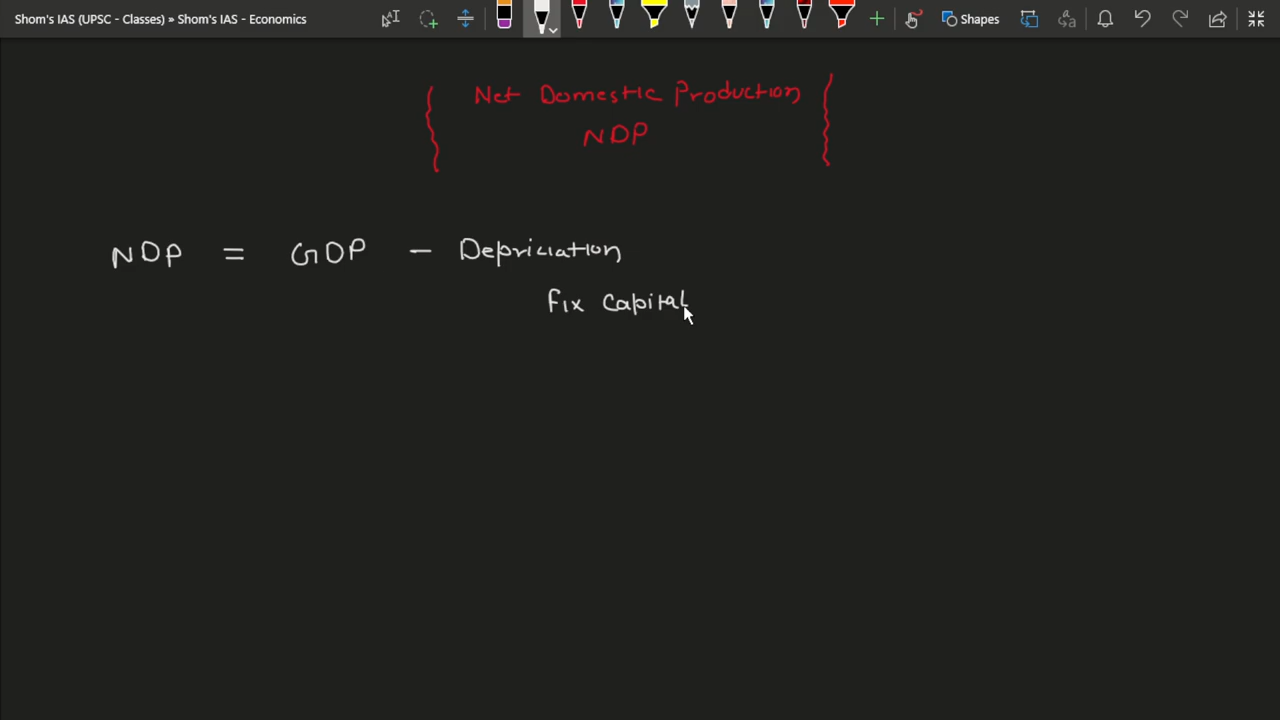 Shom's IAS (UPSC - Classes) » Shom's IAS - Economics
Shapes
Net Domestic Production
NDP
NDP = GDP - Depriciation
Fix Capital